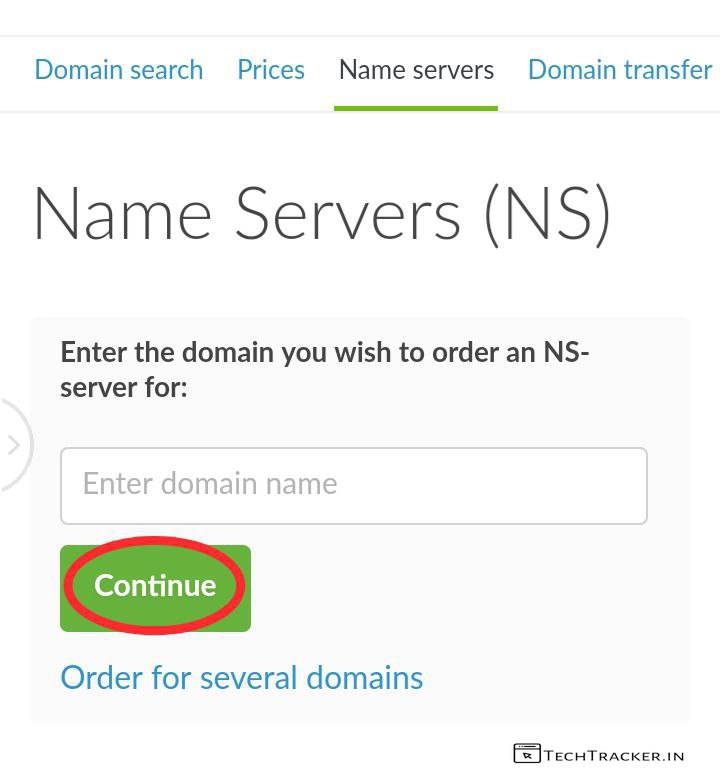 Domain search Prices Name servers Domain transfer
Name Servers (NS)
Enter the domain you wish to order an NS-
server for:
Enter domain name
Continue
Order for several domains
TECHTRACKER.IN